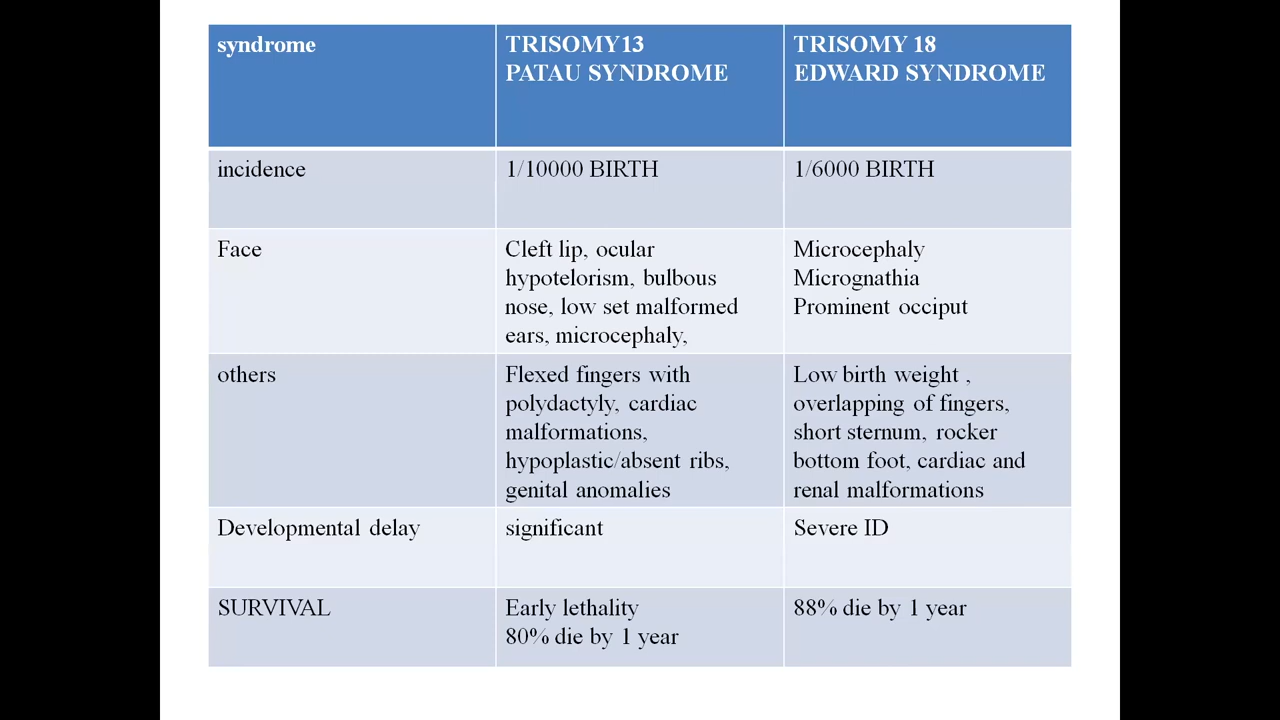 syndrome
TRISOMY13
PATAU SYNDROME
TRISOMY 18
EDWARD SYNDROME
incidence
1/10000 BIRTH
1/6000 BIRTH
Face
Cleft lip, ocular
hypotelorism, bulbous
nose, low set malformed
ears, microcephaly,
Microcephaly
Micrognathia
Prominent occiput
others
Flexed fingers with
polydactyly, cardiac
malformations,
hypoplastic/absent ribs,
genital anomalies
Low birth weight ,
overlapping of fingers,
short sternum, rocker
bottom foot, cardiac and
renal malformations
Developmental delay
significant
Severe ID
SURVIVAL
Early lethality
80% die by 1 year
88% die by 1 year